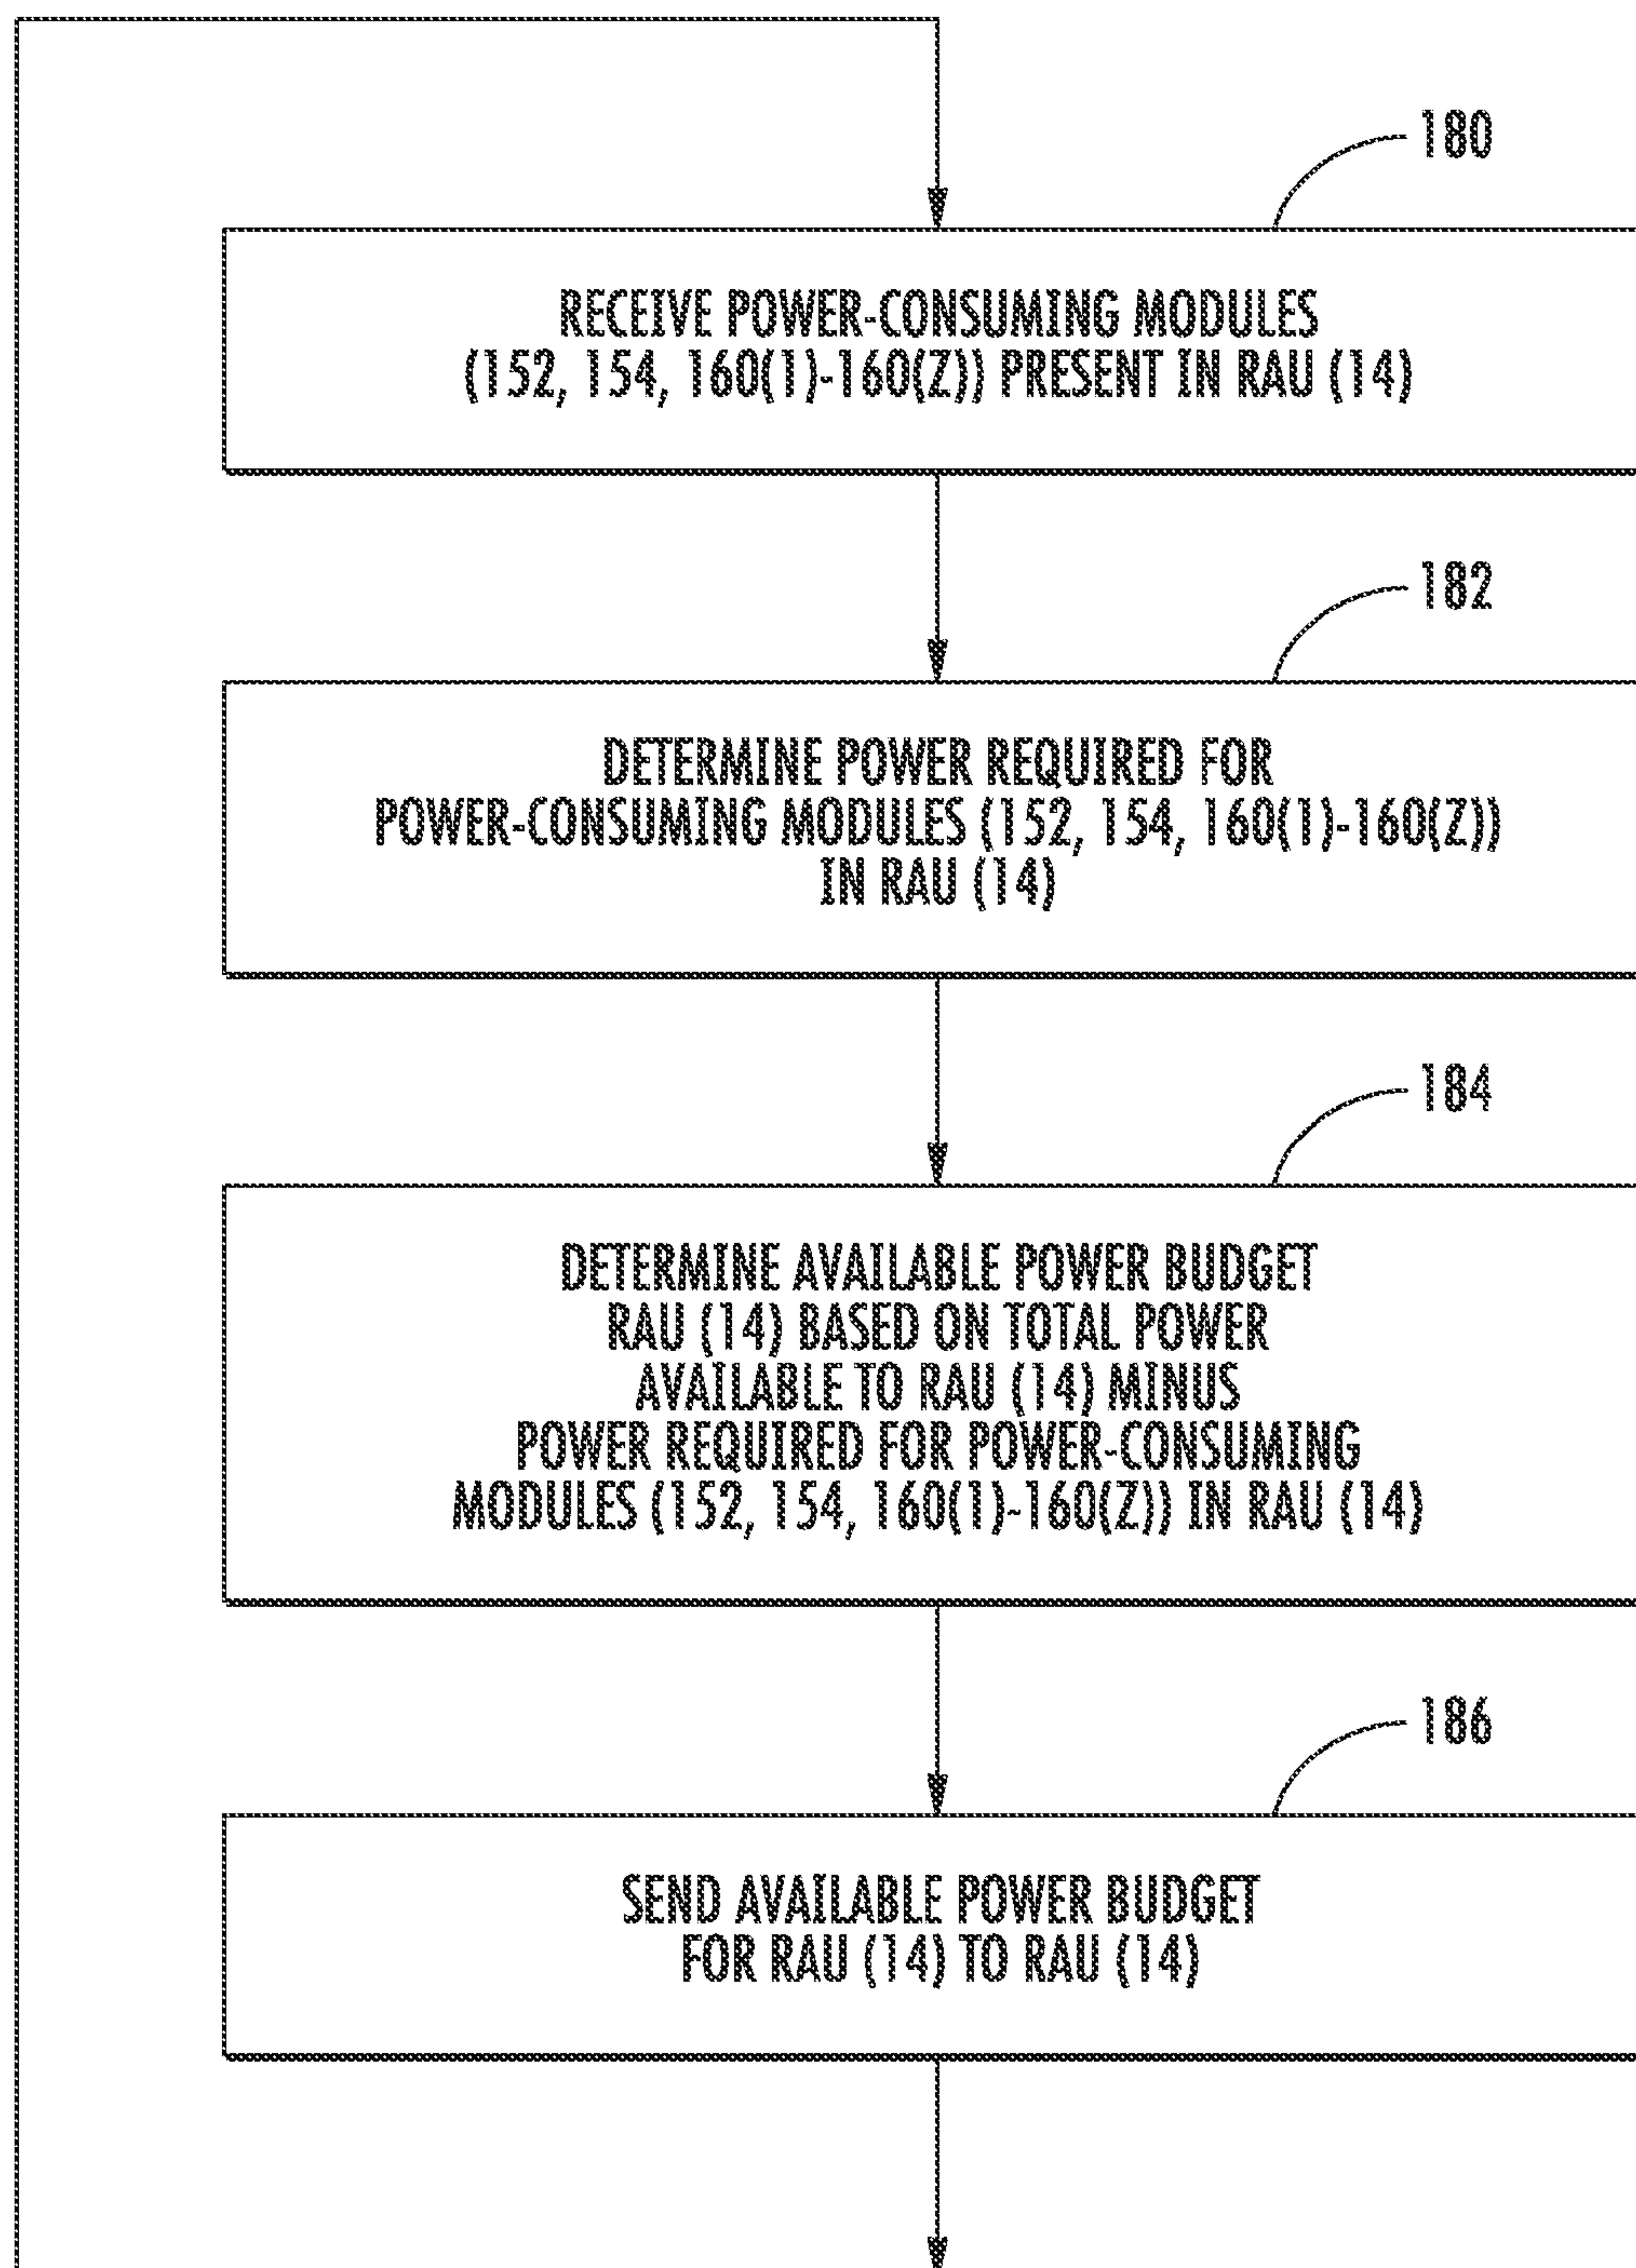 180
RECEIVE POWER-CONSUMING MODULES
(152, 154, 160(1)-160(Z)) PRESENT IN RAU (14)
182
DETERMINE POWER REQUIRED FOR
POWER-CONSUMING MODULES (152, 154, 160(1)-160(Z))
IN RAU (14)
184
DETERMINE AVAILABLE POWER BUDGET
RAU (14) BASED ON TOTAL POWER
AVAILABLE TO RAU (14) MINUS
POWER REQUIRED FOR POWER-CONSUMING
MODULES (152, 154, 160(1)-160(Z)) IN RAU (14)
186
SEND AVAILABLE POWER BUDGET
FOR RAU (14) TO RAU (14)